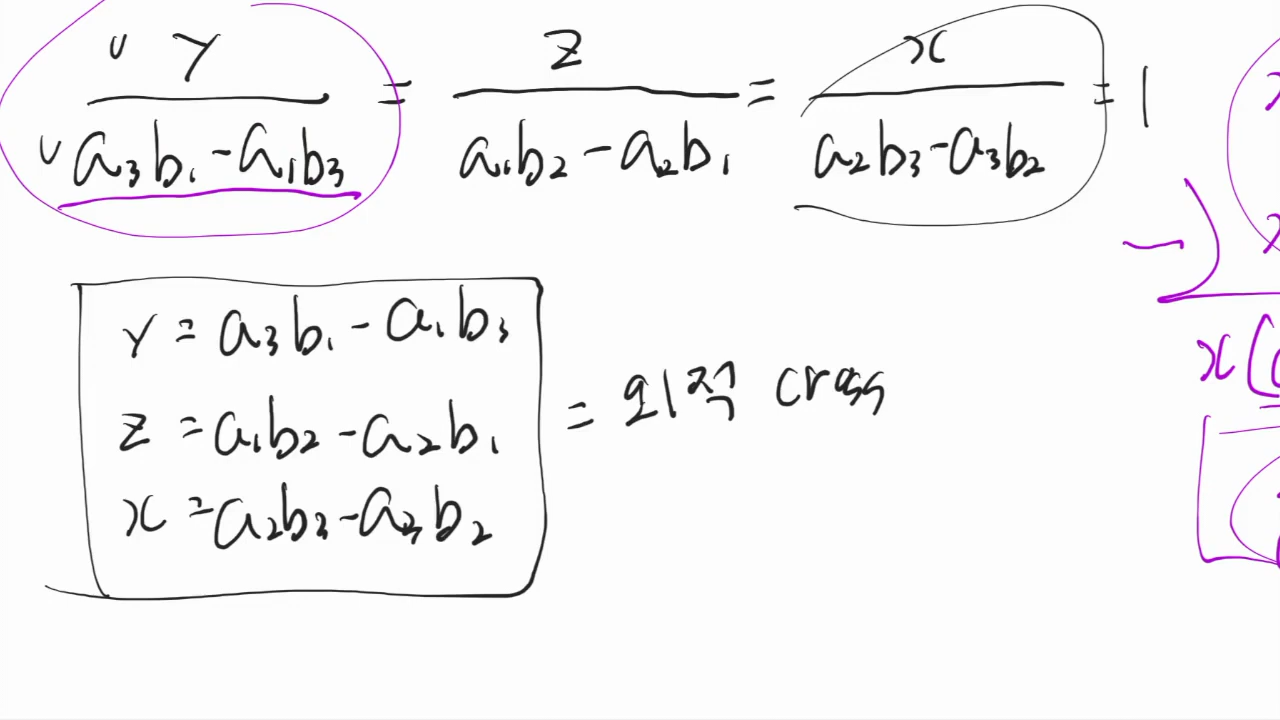 y / (a₃b₁ - a₁b₃) = z / (a₁b₂ - a₂b₁) = x / (a₂b₃ - a₃b₂) = 1
y = a₃b₁ - a₁b₃
z = a₁b₂ - a₂b₁
x = a₂b₃ - a₃b₂
= 외적 cross
x(